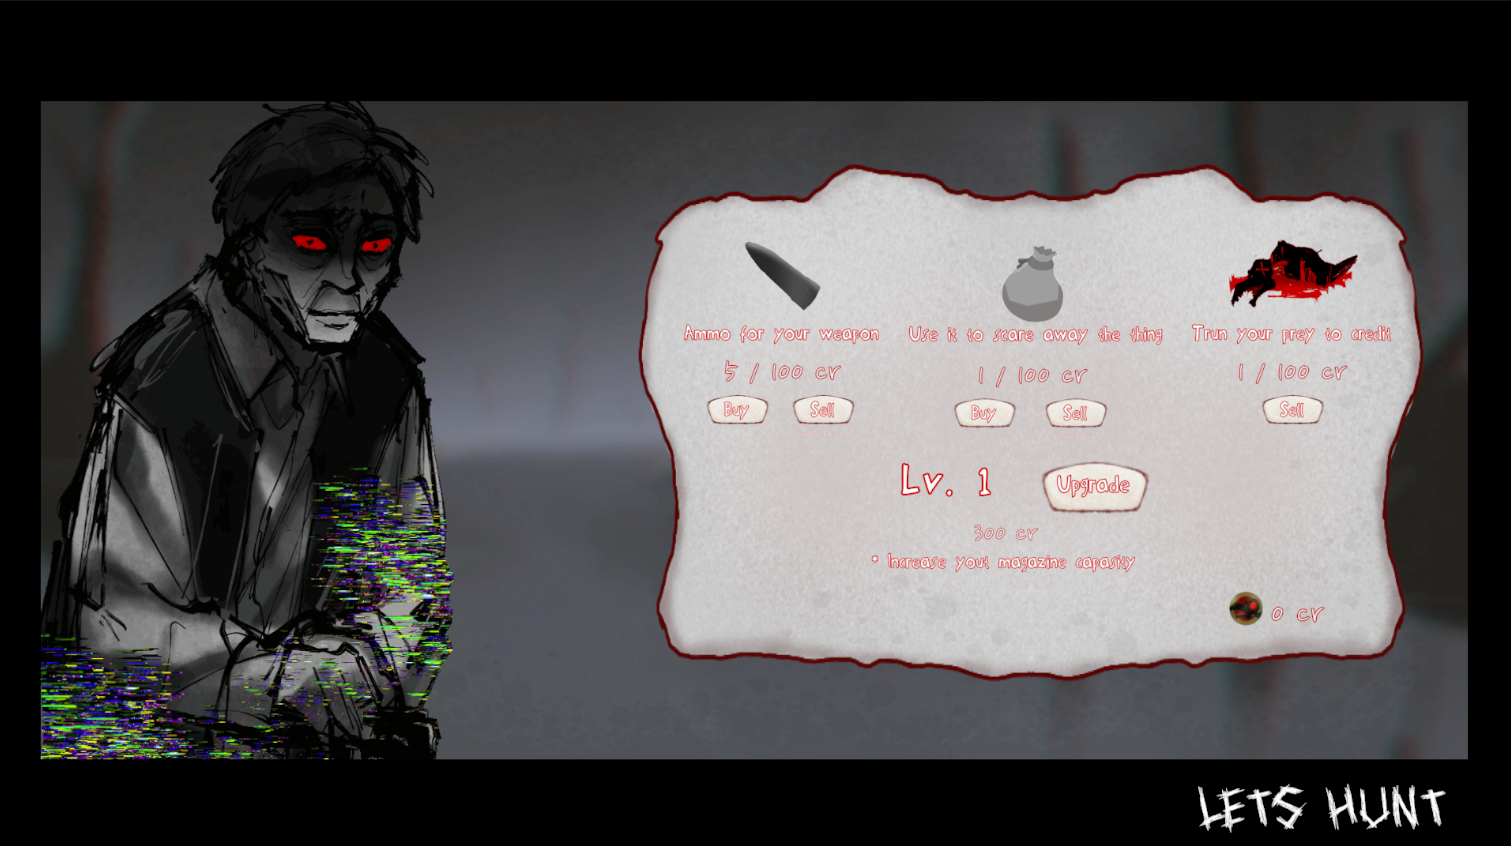 Ammo for your weapon
5 / 100 cr
Buy
Sell
Use it to scare away the thing
1 / 100 cr
Buy
Sell
Trun your prey to credit
1 / 100 cr
Sell
Lv. 1
Upgrade
300 cr
* Increase yout magazine capasity
0 cr
LETS HUNT